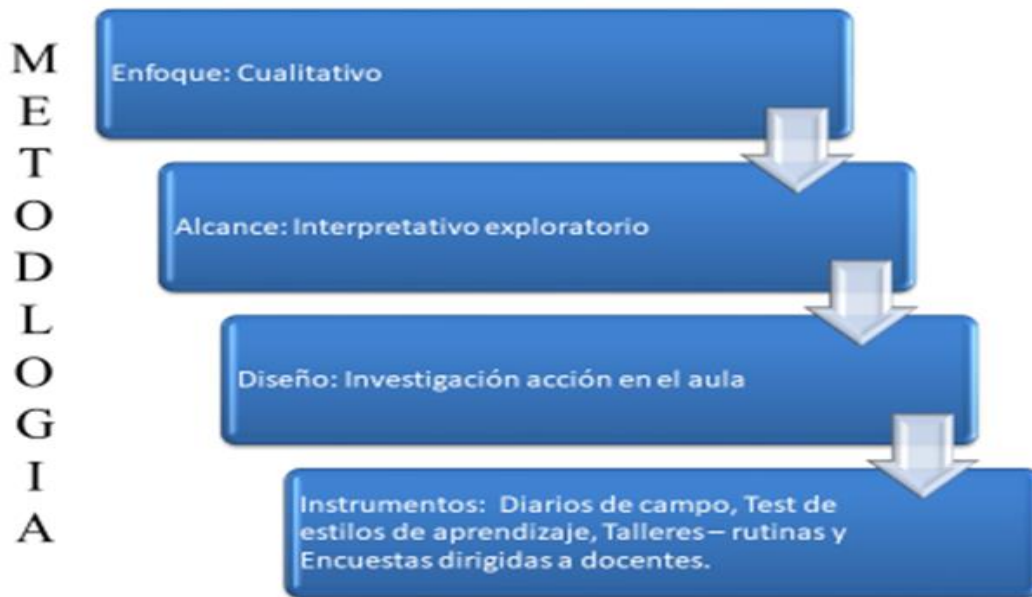 METODLOGIA
Enfoque: Cualitativo
Alcance: Interpretativo exploratorio
Diseño: Investigación acción en el aula
Instrumentos: Diarios de campo, Test de
estilos de aprendizaje, Talleres – rutinas y
Encuestas dirigidas a docentes.